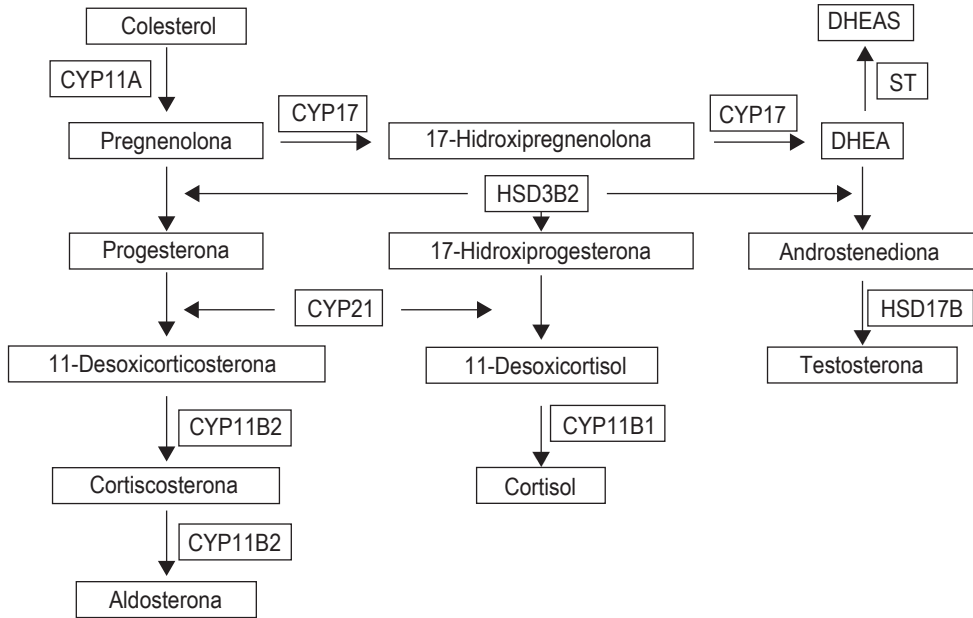 Colesterol
DHEAS
CYP11A
ST
CYP17
CYP17
Pregnenolona
17-Hidroxipregnenolona
DHEA
HSD3B2
Progesterona
17-Hidroxiprogesterona
Androstenediona
CYP21
HSD17B
11-Desoxicorticosterona
11-Desoxicortisol
Testosterona
CYP11B2
CYP11B1
Cortiscosterona
Cortisol
CYP11B2
Aldosterona